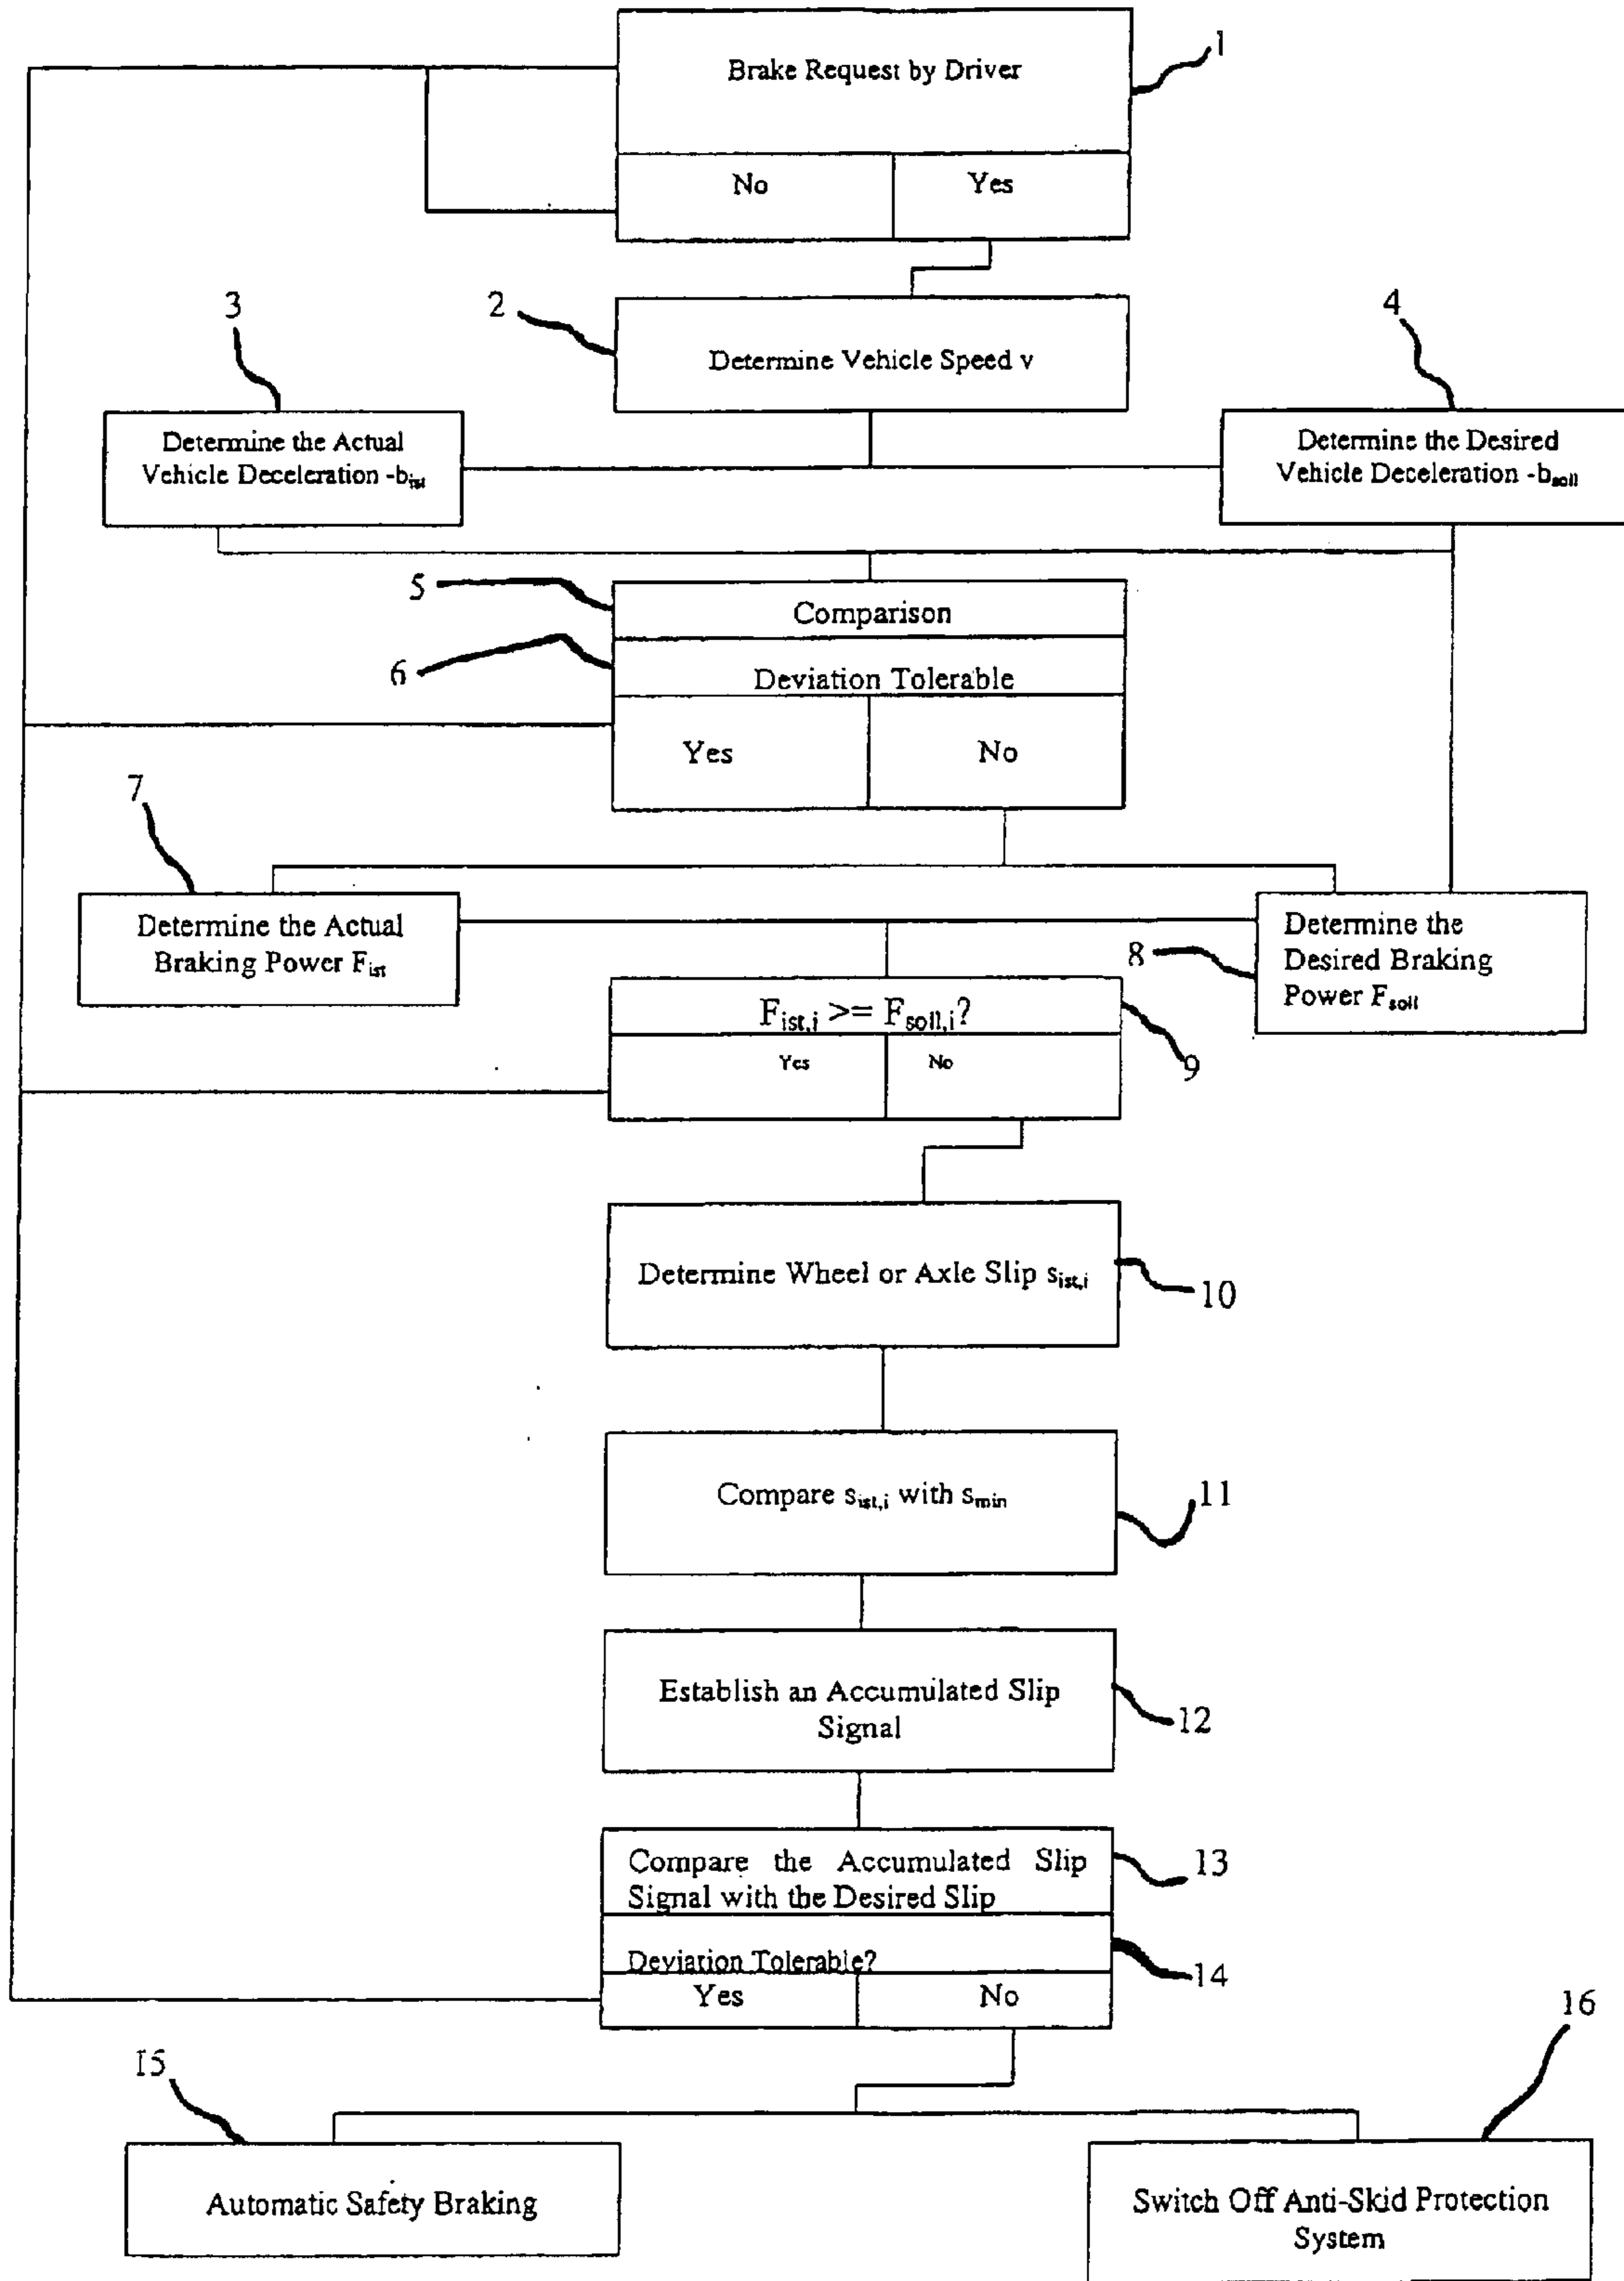 1
Brake Request by Driver
No
Yes
3
2
4
Determine Vehicle Speed v
Determine the Actual
Vehicle Deceleration -bist
Determine the Desired
Vehicle Deceleration -bsoll
5
Comparison
6
Deviation Tolerable
Yes
No
7
Determine the Actual
Braking Power Fist
8
Determine the
Desired Braking
Power Fsoll
Fist,i >= Fsoll,i?
Yes
No
9
Determine Wheel or Axle Slip sist,i
10
Compare sist,i with smin
11
Establish an Accumulated Slip
Signal
12
Compare the Accumulated Slip
Signal with the Desired Slip
13
Deviation Tolerable?
14
Yes
No
15
16
Automatic Safety Braking
Switch Off Anti-Skid Protection
System